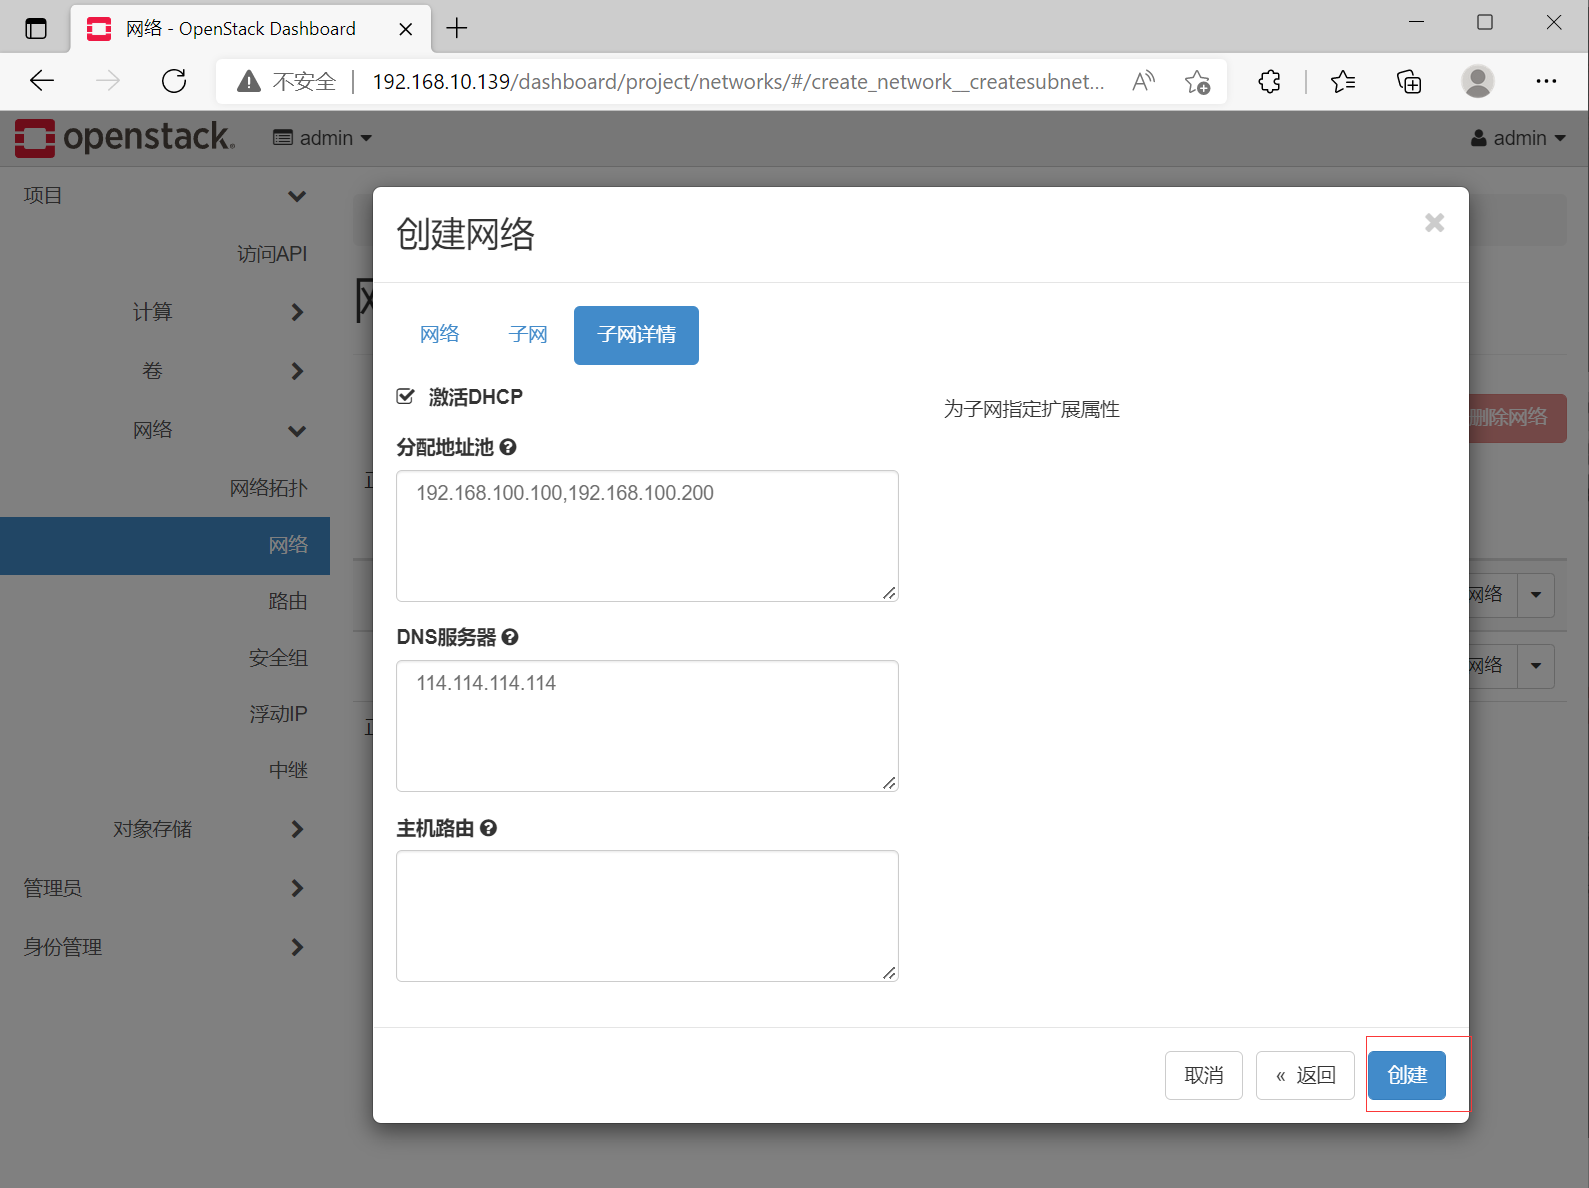 网络 - OpenStack Dashboard
不安全 192.168.10.139/dashboard/project/networks/#/create_network__createsubnet...
openstack. admin admin
项目
访问API
计算
卷
网络
网络拓扑
网络
路由
安全组
浮动IP
中继
对象存储
管理员
身份管理
创建网络
网络 子网 子网详情
激活DHCP
为子网指定扩展属性
分配地址池
192.168.100.100,192.168.100.200
DNS服务器
114.114.114.114
主机路由
取消 « 返回 创建
删除网络
网络
网络